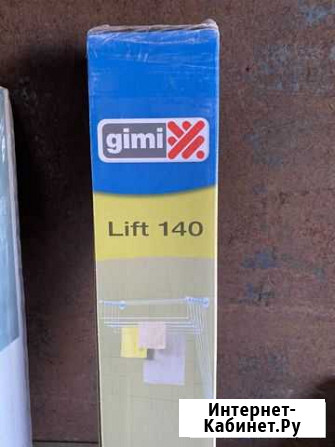 gimi
Lift 140
Интернет-
Кабинет.Ру